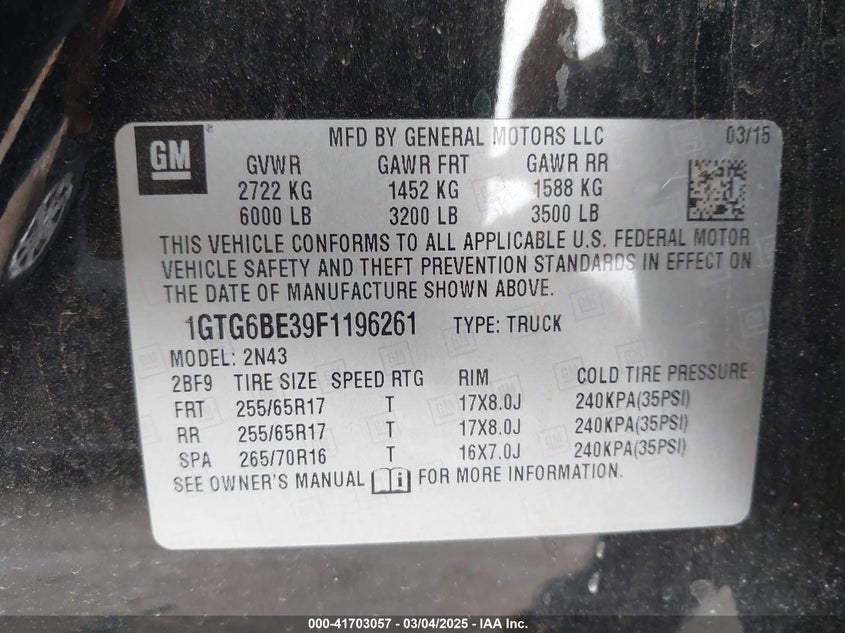 GM ®
MFD BY GENERAL MOTORS LLC 03/15
GVWR GAWR FRT GAWR RR
2722 KG 1452 KG 1588 KG
6000 LB 3200 LB 3500 LB
THIS VEHICLE CONFORMS TO ALL APPLICABLE U.S. FEDERAL MOTOR
VEHICLE SAFETY AND THEFT PREVENTION STANDARDS IN EFFECT ON
THE DATE OF MANUFACTURE SHOWN ABOVE.
1GTG6BE39F1196261 TYPE: TRUCK
MODEL: 2N43
2BF9 TIRE SIZE SPEED RTG RIM COLD TIRE PRESSURE
FRT 255/65R17 T 17X8.0J 240KPA(35PSI)
RR 255/65R17 T 17X8.0J 240KPA(35PSI)
SPA 265/70R16 T 16X7.0J 240KPA(35PSI)
SEE OWNER'S MANUAL i FOR MORE INFORMATION.
000-41703057 - 03/04/2025 - IAA Inc.